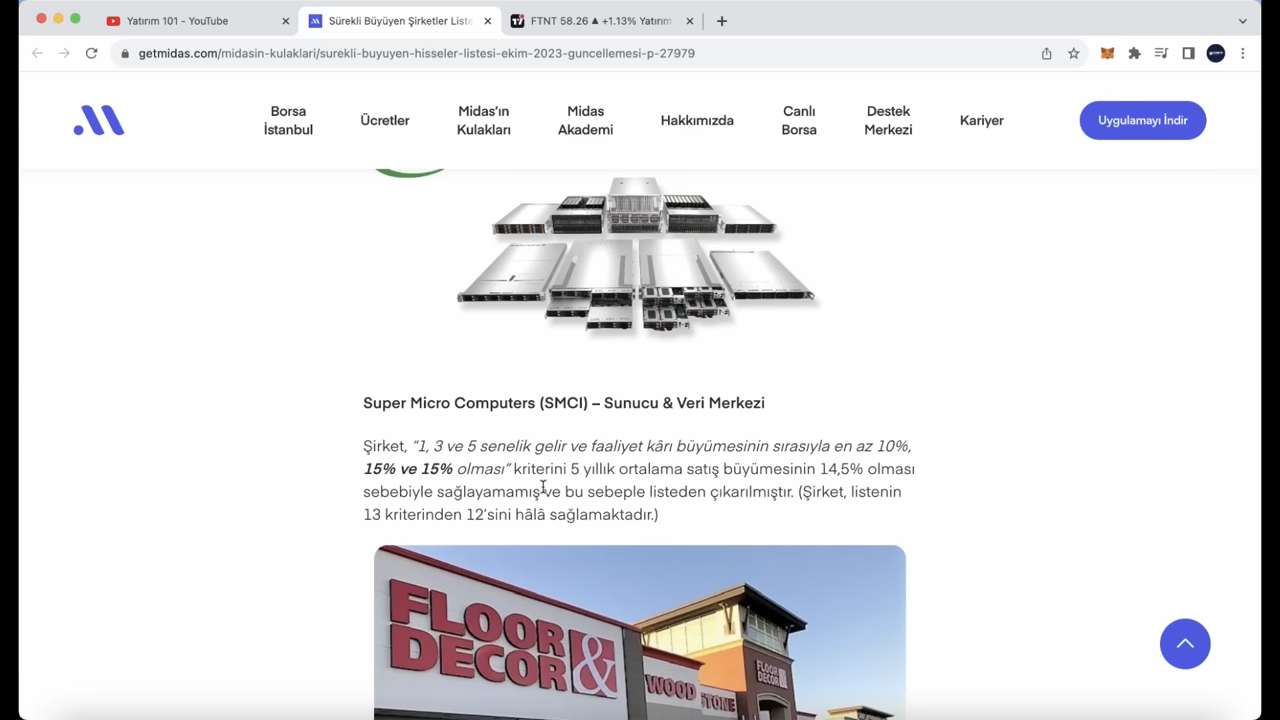 Yatırım 101 - YouTube
Sürekli Büyüyen Şirketler Liste
FTNT 58.26 ▲ +1.13% Yatırım
getmidas.com/midasin-kulaklari/surekli-buyuyen-hisseler-listesi-ekim-2023-guncellemesi-p-27979
Borsa
İstanbul
Ücretler
Midas’ın
Kulakları
Midas
Akademi
Hakkımızda
Canlı
Borsa
Destek
Merkezi
Kariyer
Uygulamayı İndir
Super Micro Computers (SMCI) – Sunucu & Veri Merkezi
Şirket, “1, 3 ve 5 senelik gelir ve faaliyet kârı büyümesinin sırasıyla en az 10%,
15% ve 15% olması” kriterini 5 yıllık ortalama satış büyümesinin 14,5% olması
sebebiyle sağlayamamış ve bu sebeple listeden çıkarılmıştır. (Şirket, listenin
13 kriterinden 12’sini hâlâ sağlamaktadır.)
FLOOR
DECOR &
WOOD
STONE
FLOOR
DECOR